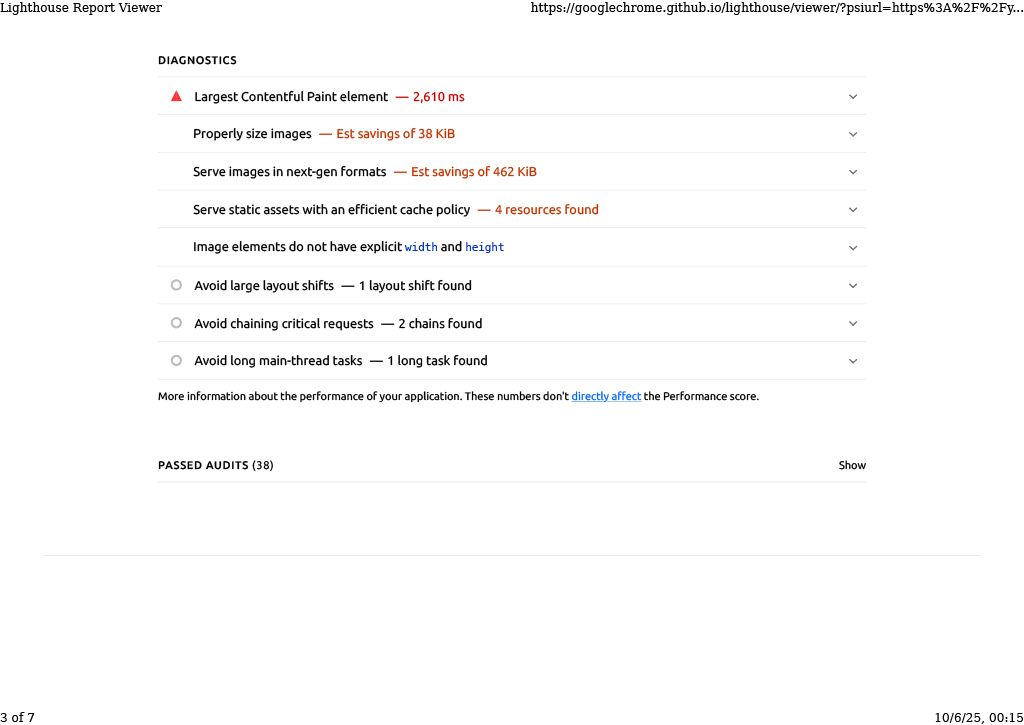 Lighthouse Report Viewer
https://googlechrome.github.io/lighthouse/viewer/?psiurl=https%3A%2F%2Fy...
DIAGNOSTICS
Largest Contentful Paint element — 2,610 ms
Properly size images — Est savings of 38 KiB
Serve images in next-gen formats — Est savings of 462 KiB
Serve static assets with an efficient cache policy — 4 resources found
Image elements do not have explicit width and height
Avoid large layout shifts — 1 layout shift found
Avoid chaining critical requests — 2 chains found
Avoid long main-thread tasks — 1 long task found
More information about the performance of your application. These numbers don't directly affect the Performance score.
PASSED AUDITS (38)
Show
3 of 7
10/6/25, 00:15